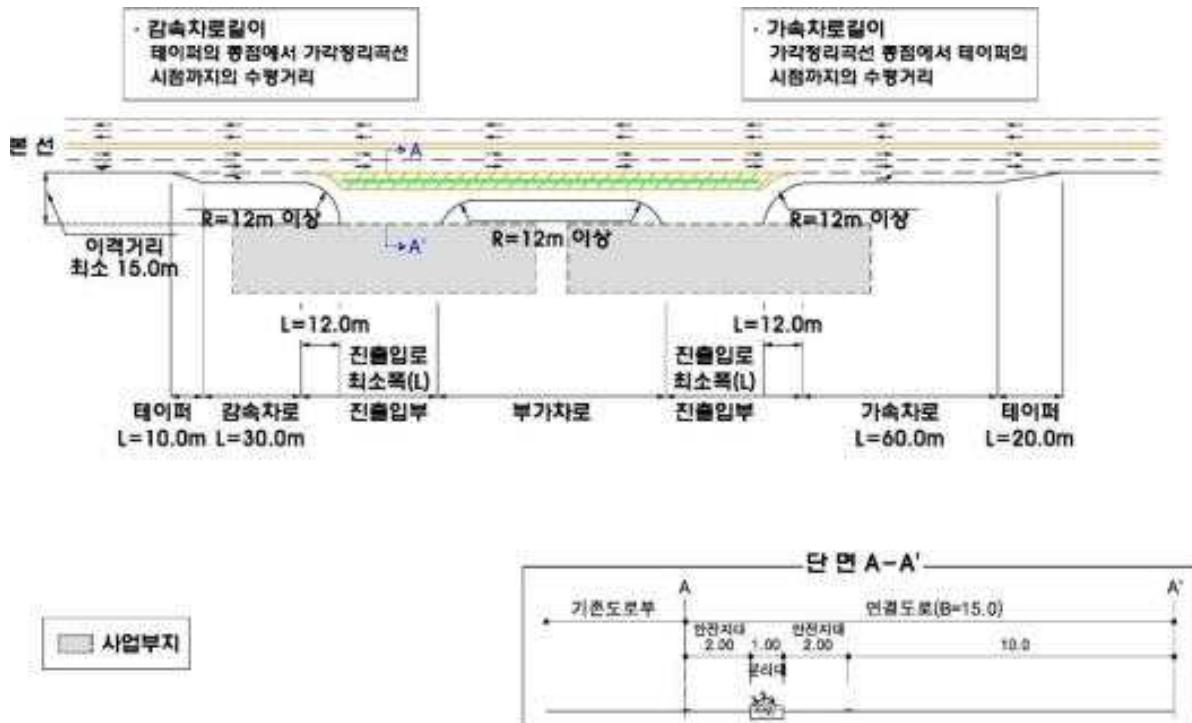 · 감속차로길이
테이퍼의 종점에서 가각정리곡선
시점까지의 수평거리
· 가속차로길이
가각정리곡선 종점에서 테이퍼의
시점까지의 수평거리
본 선
A
A'
R=12m 이상
R=12m 이상
R=12m 이상
이격거리
최소 15.0m
L=12.0m
L=12.0m
진출입로
최소폭(L)
진출입로
최소폭(L)
테이퍼
L=10.0m
감속차로
L=30.0m
진출입부
부가차로
진출입부
가속차로
L=60.0m
테이퍼
L=20.0m
사업부지
단 면 A-A'
A
A'
기존도로부
연결도로(B=15.0)
안전지대
2.00
1.00
분리대
안전지대
2.00
10.0